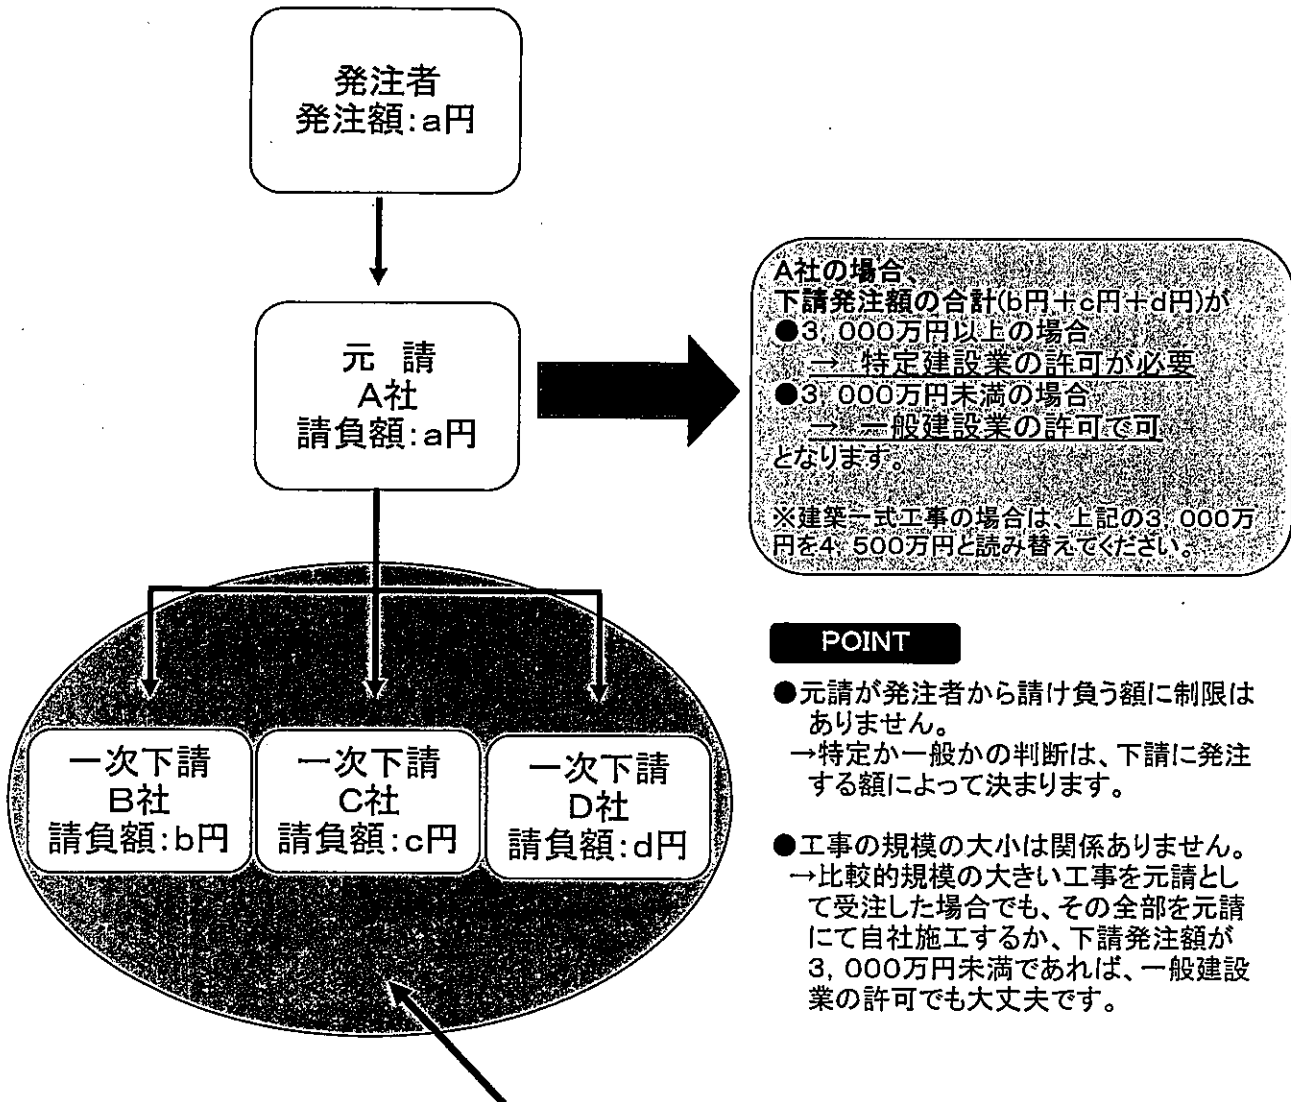 発注者
発注額:a円
元 請
A社
請負額:a円
A社の場合、
下請発注額の合計(b円+c円+d円)が
●3,000万円以上の場合
→ 特定建設業の許可が必要
●3,000万円未満の場合
→ 一般建設業の許可で可
となります。
※建築一式工事の場合は、上記の3,000万
円を4,500万円と読み替えてください。
一次下請
B社
請負額:b円
一次下請
C社
請負額:c円
一次下請
D社
請負額:d円
POINT
●元請が発注者から請け負う額に制限は
ありません。
→特定か一般かの判断は、下請に発注
する額によって決まります。
●工事の規模の大小は関係ありません。
→比較的規模の大きい工事を元請とし
て受注した場合でも、その全部を元請
にて自社施工するか、下請発注額が
3,000万円未満であれば、一般建設
業の許可でも大丈夫です。